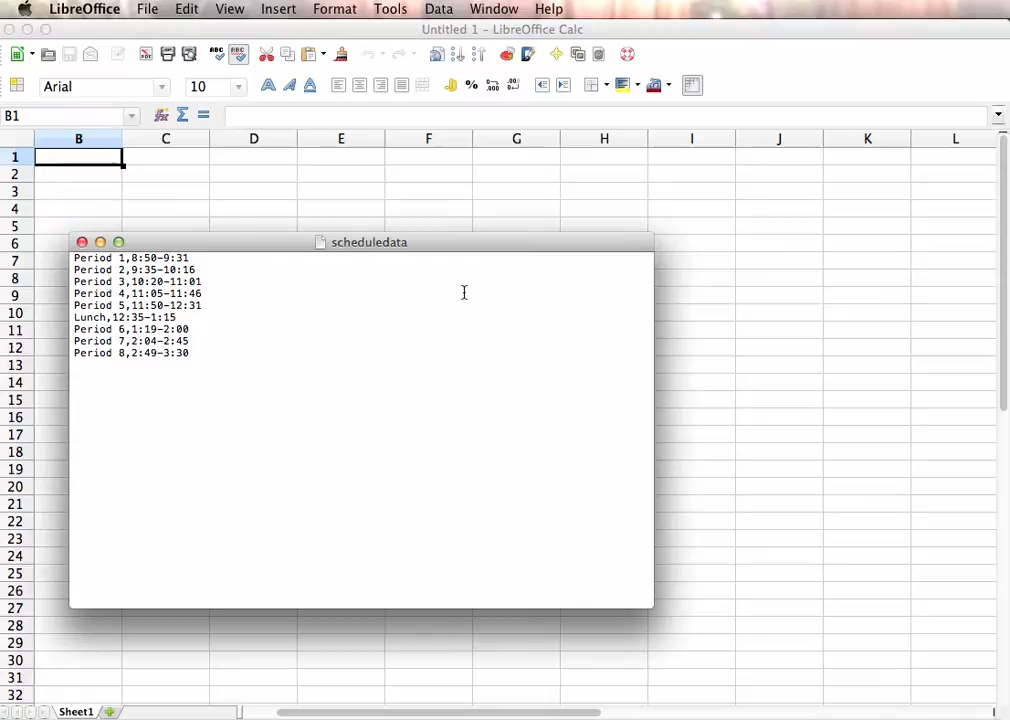 LibreOffice File Edit View Insert Format Tools Data Window Help
Untitled 1 – LibreOffice Calc
Arial 10
B1
B C D E F G H I J K L
1
2
3
4
5
6
scheduledata
7
Period 1,8:50-9:31
Period 2,9:35-10:16
8
Period 3,10:20-11:01
9
Period 4,11:05-11:46
Period 5,11:50-12:31
10
Lunch,12:35-1:15
11
Period 6,1:19-2:00
12
Period 7,2:04-2:45
Period 8,2:49-3:30
13
14
15
16
17
18
19
20
21
22
23
24
25
26
27
28
29
30
31
32
Sheet1